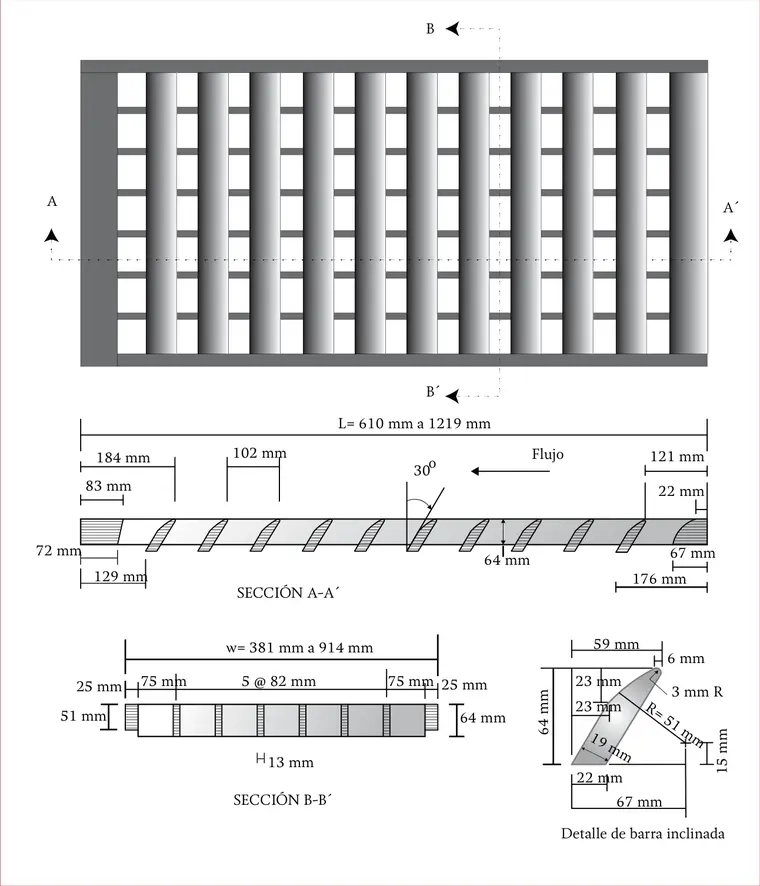 B
A
A´
B´
L= 610 mm a 1219 mm
184 mm
102 mm
30º
Flujo
121 mm
83 mm
22 mm
72 mm
64 mm
67 mm
129 mm
176 mm
SECCIÓN A-A´
w= 381 mm a 914 mm
25 mm
75 mm
5 @ 82 mm
75 mm
25 mm
51 mm
64 mm
13 mm
SECCIÓN B-B´
59 mm
6 mm
23 mm
3 mm R
23 mm
64 mm
R= 51 mm
19 mm
15 mm
22 mm
67 mm
Detalle de barra inclinada